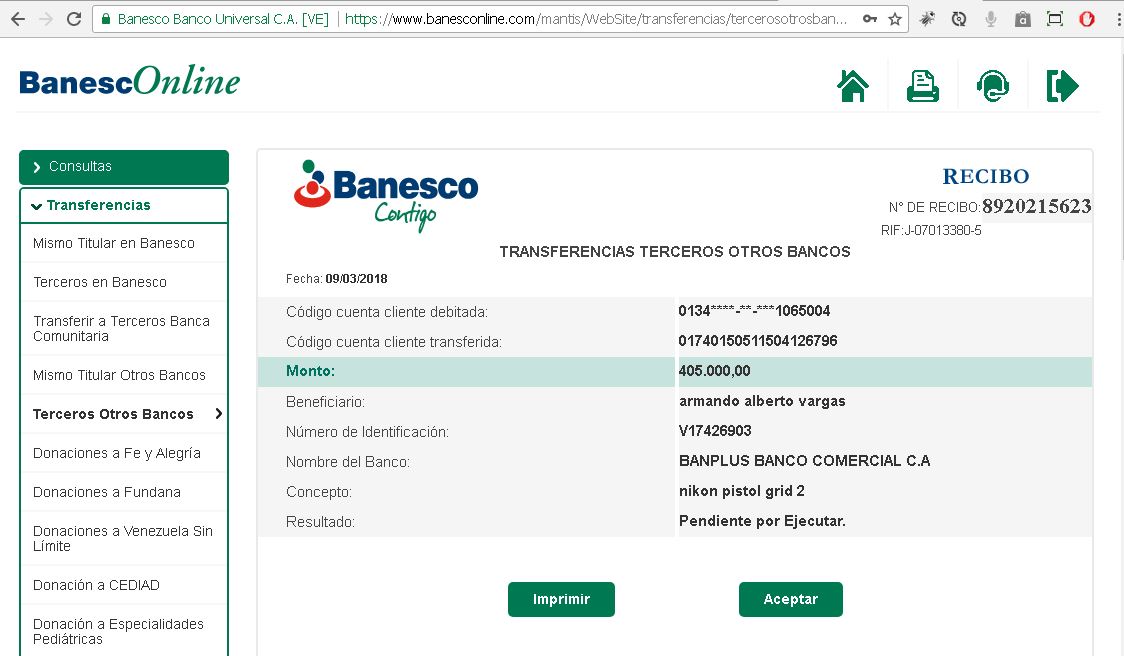 Banesco Banco Universal C.A. [VE] https://www.banesconline.com/mantis/WebSite/transferencias/tercerosotrosban...
BanescOnline
Consultas
Transferencias
Mismo Titular en Banesco
Terceros en Banesco
Transferir a Terceros Banca
Comunitaria
Mismo Titular Otros Bancos
Terceros Otros Bancos
Donaciones a Fe y Alegría
Donaciones a Fundana
Donaciones a Venezuela Sin
Límite
Donación a CEDIAD
Donación a Especialidades
Pediátricas
Banesco
Contigo
RECIBO
N° DE RECIBO: 8920215623
RIF:J-07013380-5
TRANSFERENCIAS TERCEROS OTROS BANCOS
Fecha: 09/03/2018
Código cuenta cliente debitada: 0134****-**-***1065004
Código cuenta cliente transferida: 01740150511504126796
Monto: 405.000,00
Beneficiario: armando alberto vargas
Número de Identificación: V17426903
Nombre del Banco: BANPLUS BANCO COMERCIAL C.A
Concepto: nikon pistol grid 2
Resultado: Pendiente por Ejecutar.
Imprimir Aceptar